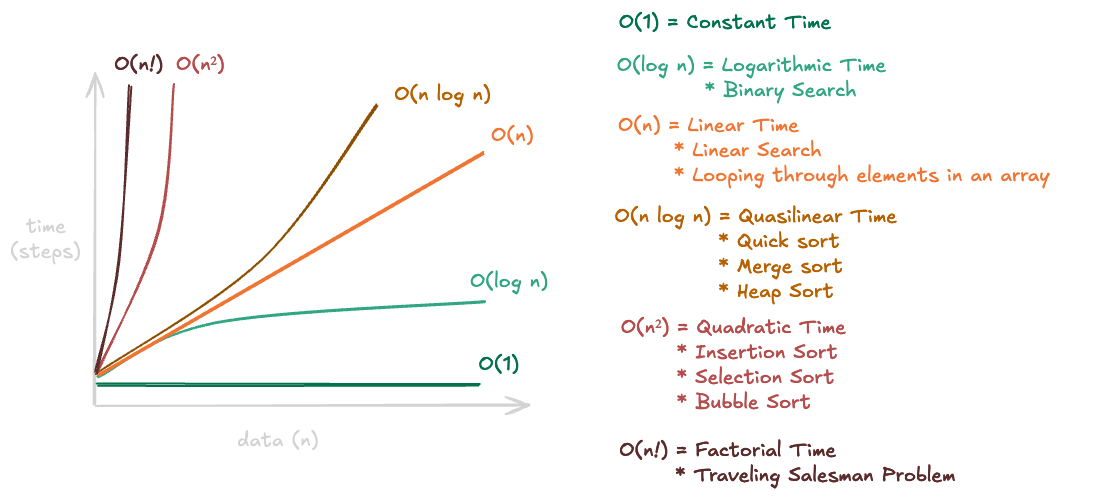 O(n!) O(n²)
O(n log n)
O(n)
time
(steps)
O(log n)
O(1)
data (n)
O(1) = Constant Time
O(log n) = Logarithmic Time
* Binary Search
O(n) = Linear Time
* Linear Search
* Looping through elements in an array
O(n log n) = Quasilinear Time
* Quick sort
* Merge sort
* Heap Sort
O(n²) = Quadratic Time
* Insertion Sort
* Selection Sort
* Bubble Sort
O(n!) = Factorial Time
* Traveling Salesman Problem